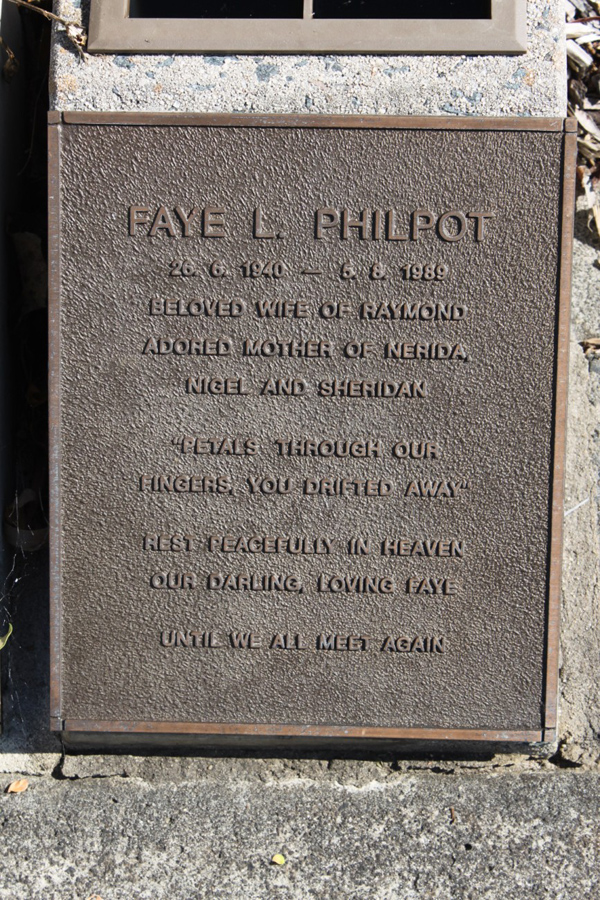 FAYE L. PHILPOT
26. 6. 1940 — 5. 8. 1989
BELOVED WIFE OF RAYMOND
ADORED MOTHER OF NERIDA,
NIGEL AND SHERIDAN
"PETALS THROUGH OUR
FINGERS, YOU DRIFTED AWAY"
REST PEACEFULLY IN HEAVEN
OUR DARLING, LOVING FAYE
UNTIL WE ALL MEET AGAIN